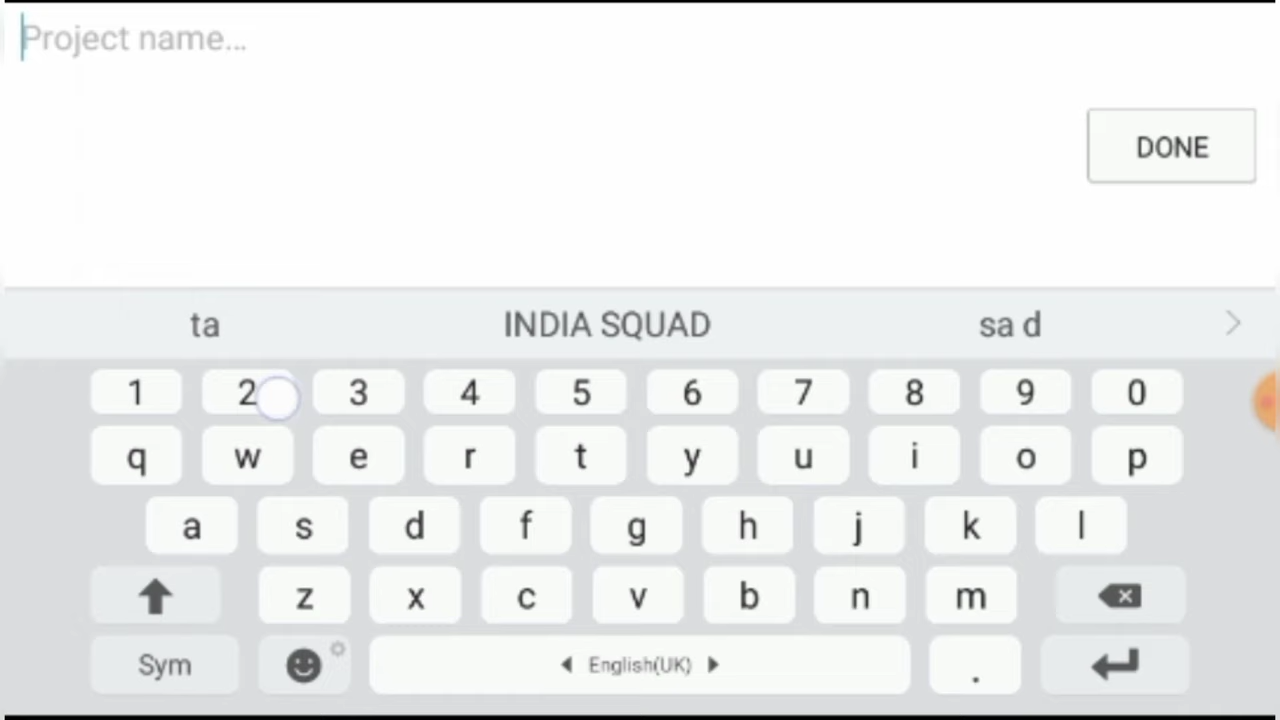 Project name...
DONE
ta INDIA SQUAD sa d
1 2 3 4 5 6 7 8 9 0
q w e r t y u i o p
a s d f g h j k l
z x c v b n m
Sym English(UK) .